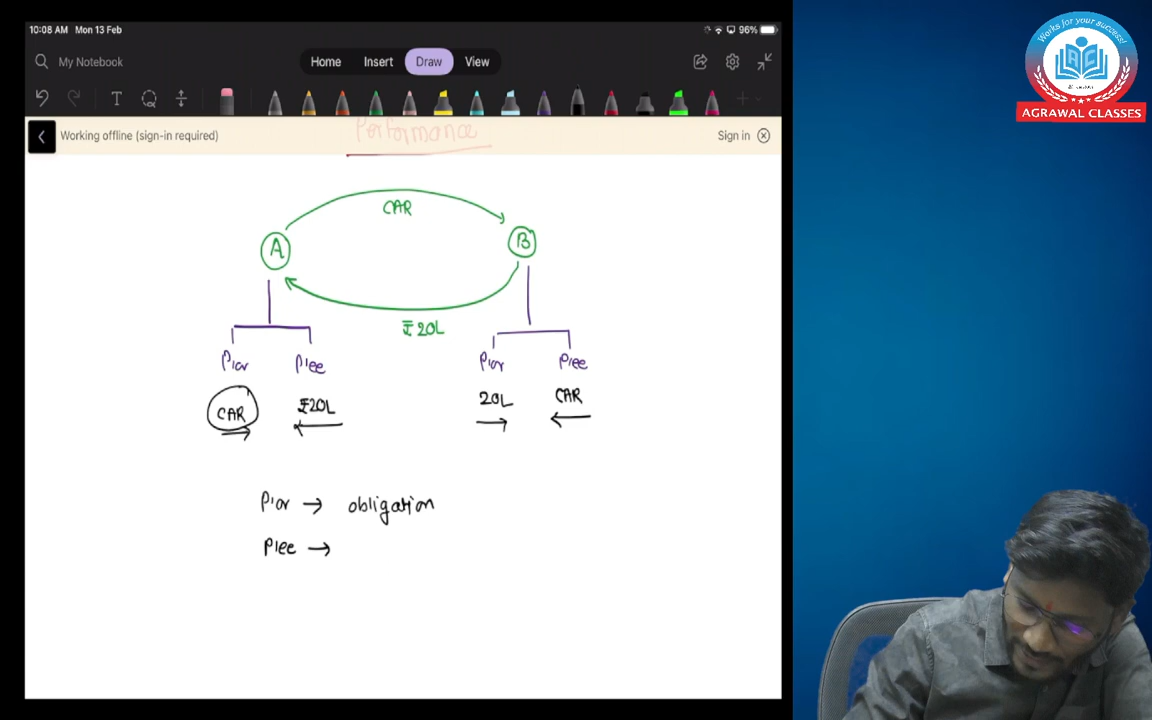 10:08 AM Mon 13 Feb
96%
My Notebook
Home Insert Draw View
Working offline (sign-in required)
Sign in
Performance
CAR
A
B
₹20L
P'or P'ee
P'or P'ee
CAR ₹20L
20L CAR
P'or → obligation
P'ee →
Works for your success!
AC
AGRAWAL CLASSES